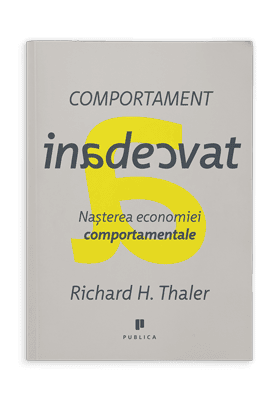 COMPORTAMENT
inadecvat
Nașterea economiei
comportamentale
Richard H. Thaler
PUBLICA